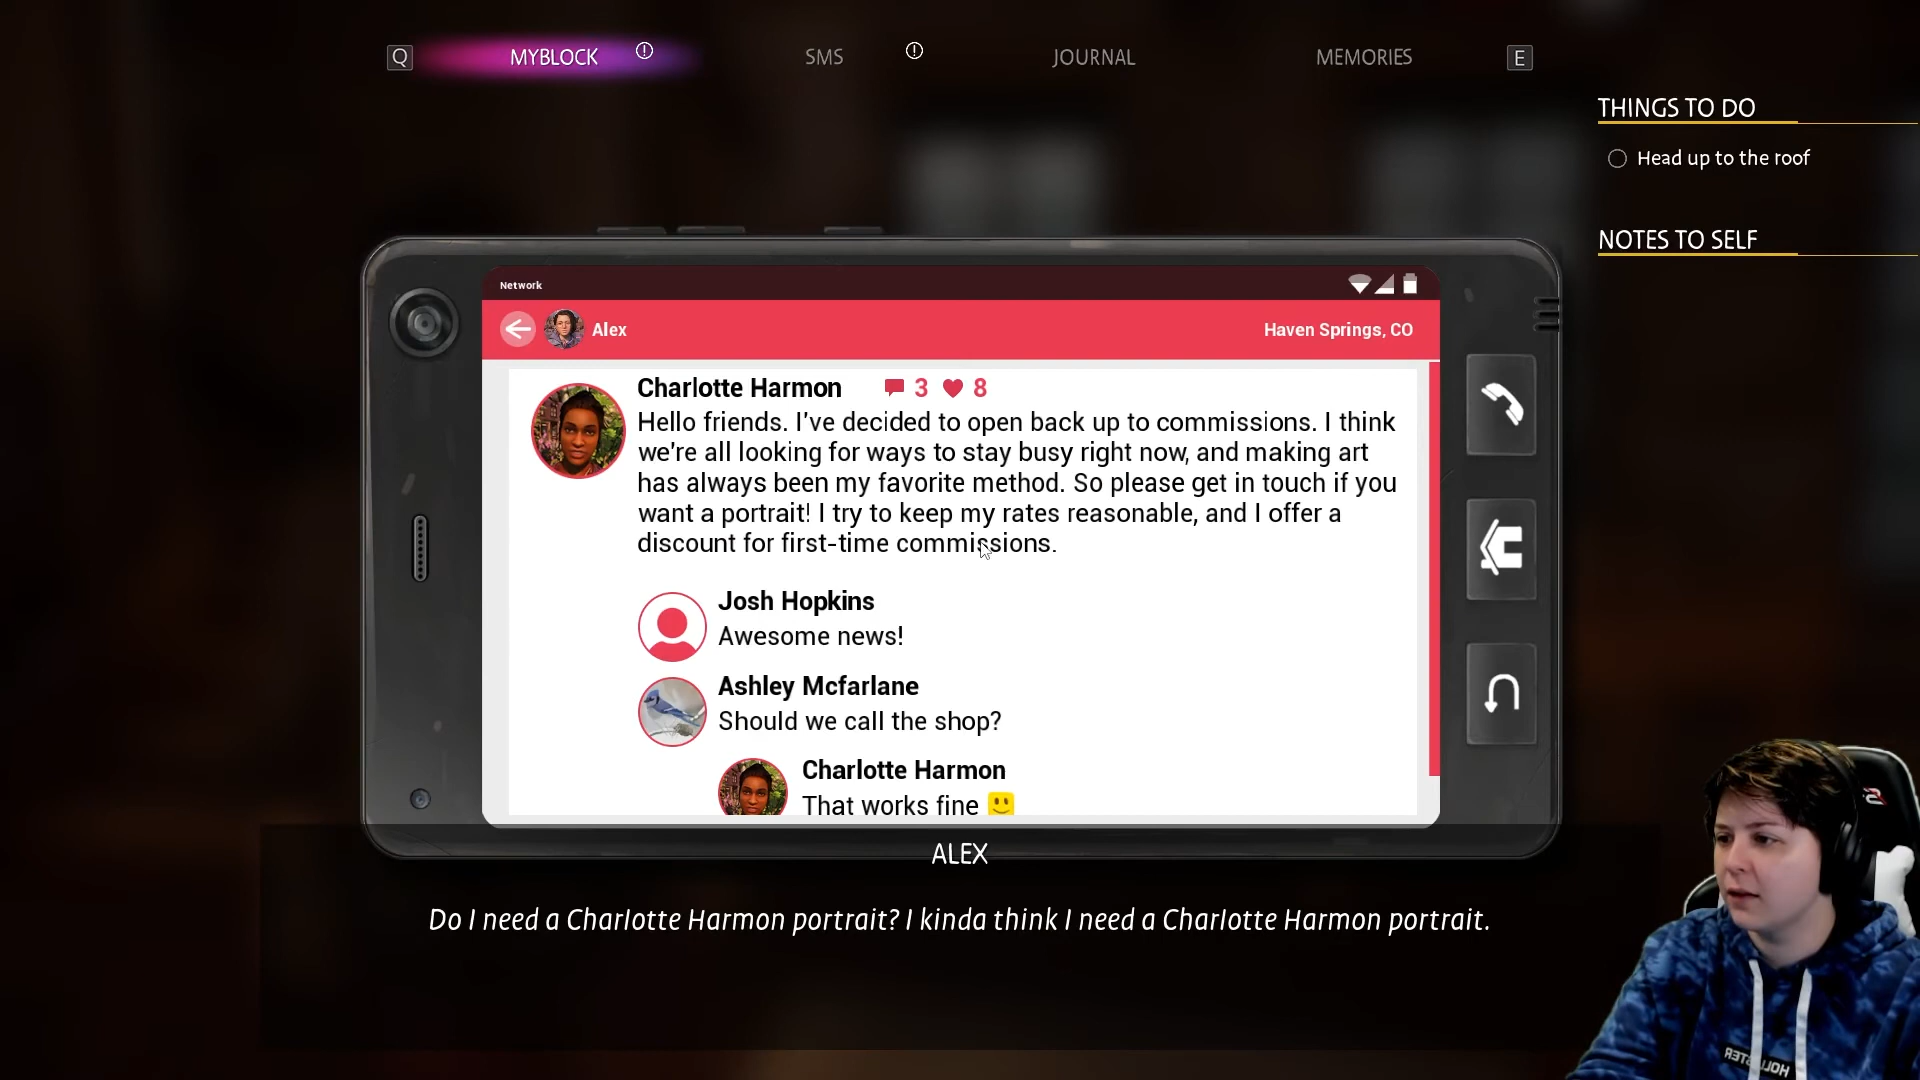 Q
MYBLOCK
SMS
JOURNAL
MEMORIES
E
THINGS TO DO
Head up to the roof
NOTES TO SELF
Network
Alex
Haven Springs, CO
Charlotte Harmon 3 8
Hello friends. I've decided to open back up to commissions. I think
we're all looking for ways to stay busy right now, and making art
has always been my favorite method. So please get in touch if you
want a portrait! I try to keep my rates reasonable, and I offer a
discount for first-time commissions.
Josh Hopkins
Awesome news!
Ashley Mcfarlane
Should we call the shop?
Charlotte Harmon
That works fine
ALEX
Do I need a Charlotte Harmon portrait? I kinda think I need a Charlotte Harmon portrait.
HOLLISTER